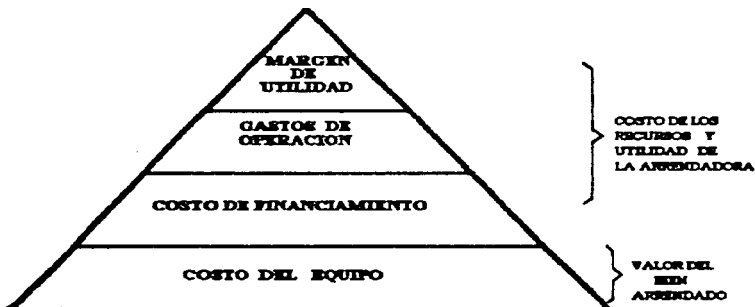 MARGEN
DE
UTILIDAD
GASTOS DE
OPERACION
COSTO DE FINANCIAMIENTO
COSTO DEL EQUIPO
COSTO DE LOS
RECURSOS Y
UTILIDAD DE
LA ARRENDADORA
VALOR DEL
BIEN
ARRENDADO